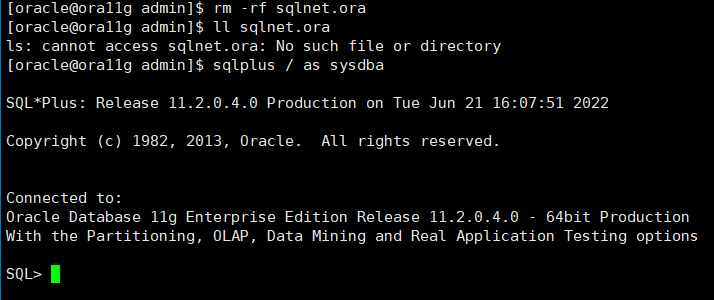 [oracle@ora11g admin]$ rm -rf sqlnet.ora
[oracle@ora11g admin]$ ll sqlnet.ora
ls: cannot access sqlnet.ora: No such file or directory
[oracle@ora11g admin]$ sqlplus / as sysdba
SQL*Plus: Release 11.2.0.4.0 Production on Tue Jun 21 16:07:51 2022
Copyright (c) 1982, 2013, Oracle.  All rights reserved.
Connected to:
Oracle Database 11g Enterprise Edition Release 11.2.0.4.0 - 64bit Production
With the Partitioning, OLAP, Data Mining and Real Application Testing options
SQL>